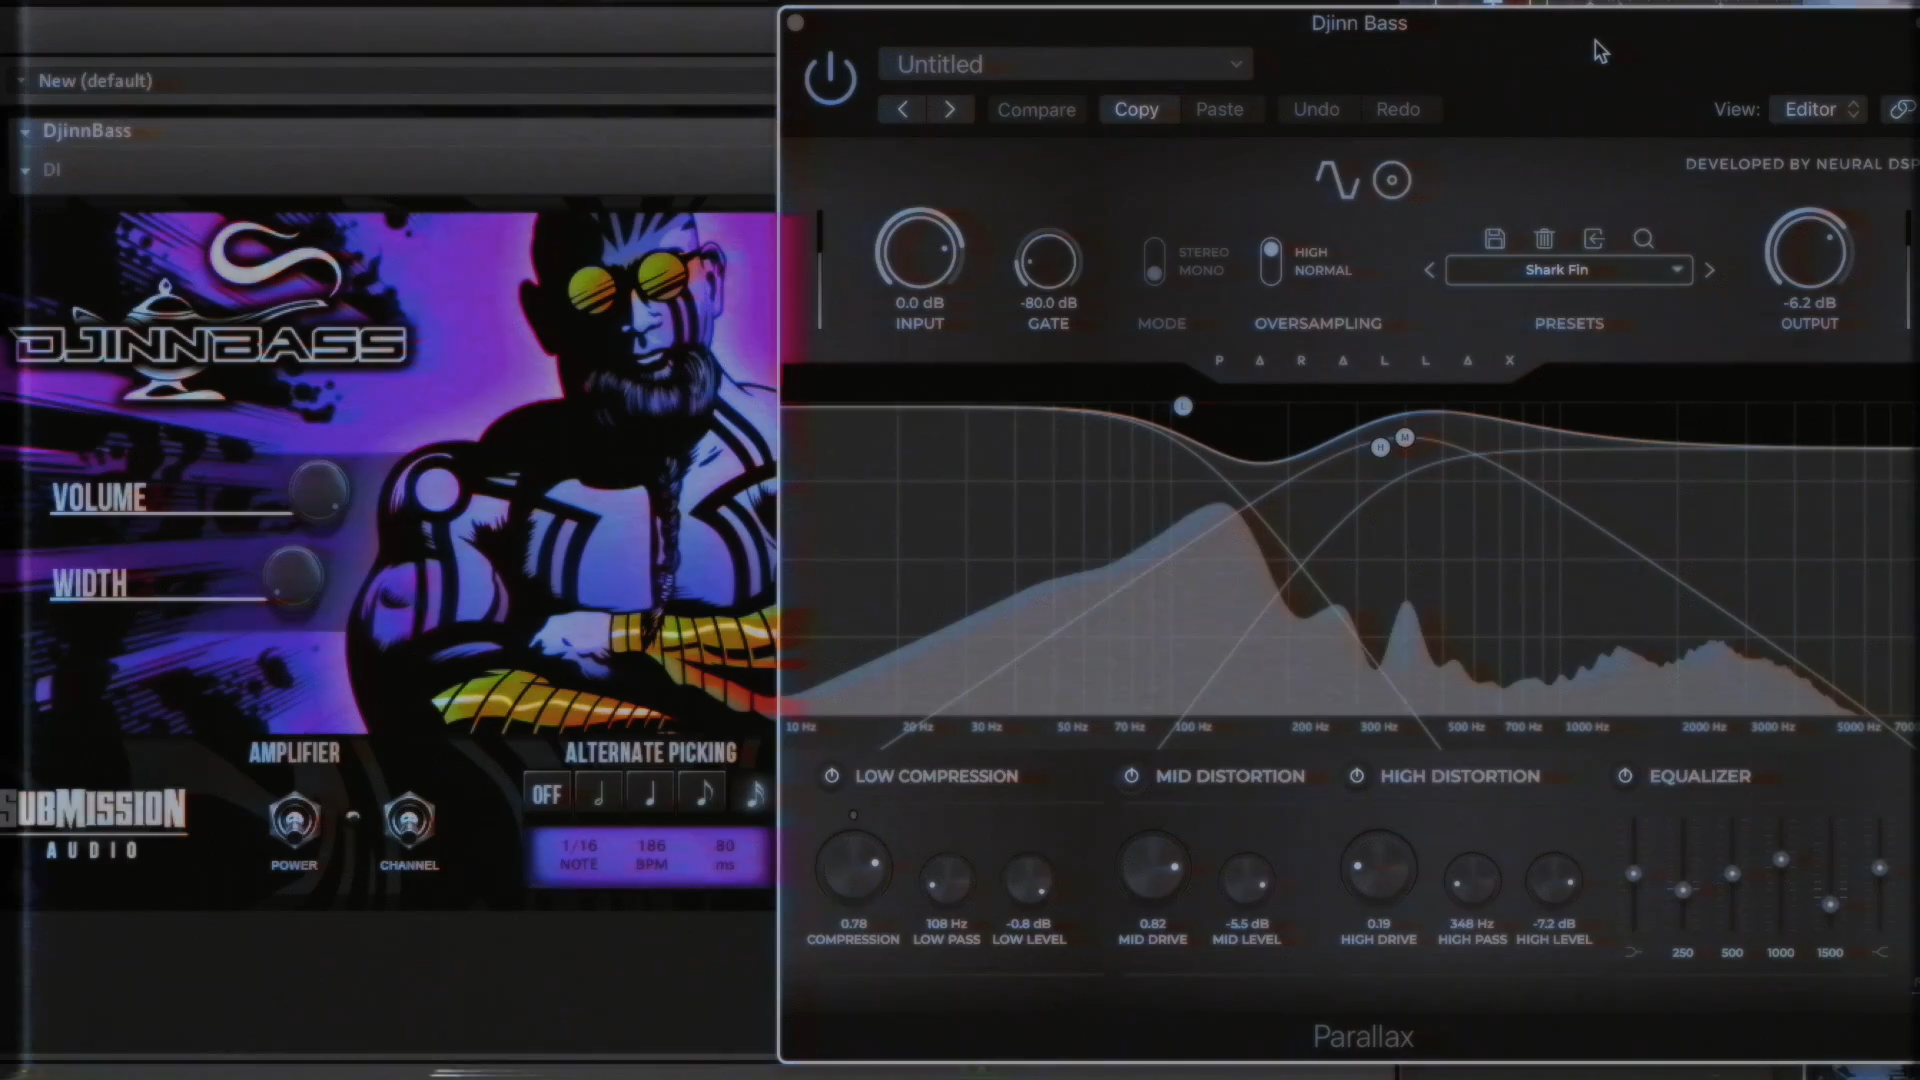 New (default)
DjinnBass
DI
DJINNBASS
VOLUME
WIDTH
AMPLIFIER
ALTERNATE PICKING
OFF
SUBMISSION
AUDIO
POWER
CHANNEL
1/16
186
80
NOTE
BPM
ms
Djinn Bass
Untitled
Compare
Copy
Paste
Undo
Redo
View:
Editor
DEVELOPED BY NEURAL DSP
0.0 dB
INPUT
-80.0 dB
GATE
STEREO
MONO
MODE
HIGH
NORMAL
OVERSAMPLING
Shark Fin
PRESETS
-6.2 dB
OUTPUT
PARALLAX
L
H
M
10 Hz
20 Hz
30 Hz
50 Hz
70 Hz
100 Hz
200 Hz
300 Hz
500 Hz
700 Hz
1000 Hz
2000 Hz
3000 Hz
5000 Hz
700
LOW COMPRESSION
MID DISTORTION
HIGH DISTORTION
EQUALIZER
0.78
COMPRESSION
108 Hz
LOW PASS
-0.8 dB
LOW LEVEL
0.82
MID DRIVE
-5.5 dB
MID LEVEL
0.19
HIGH DRIVE
348 Hz
HIGH PASS
-7.2 dB
HIGH LEVEL
250
500
1000
1500
Parallax